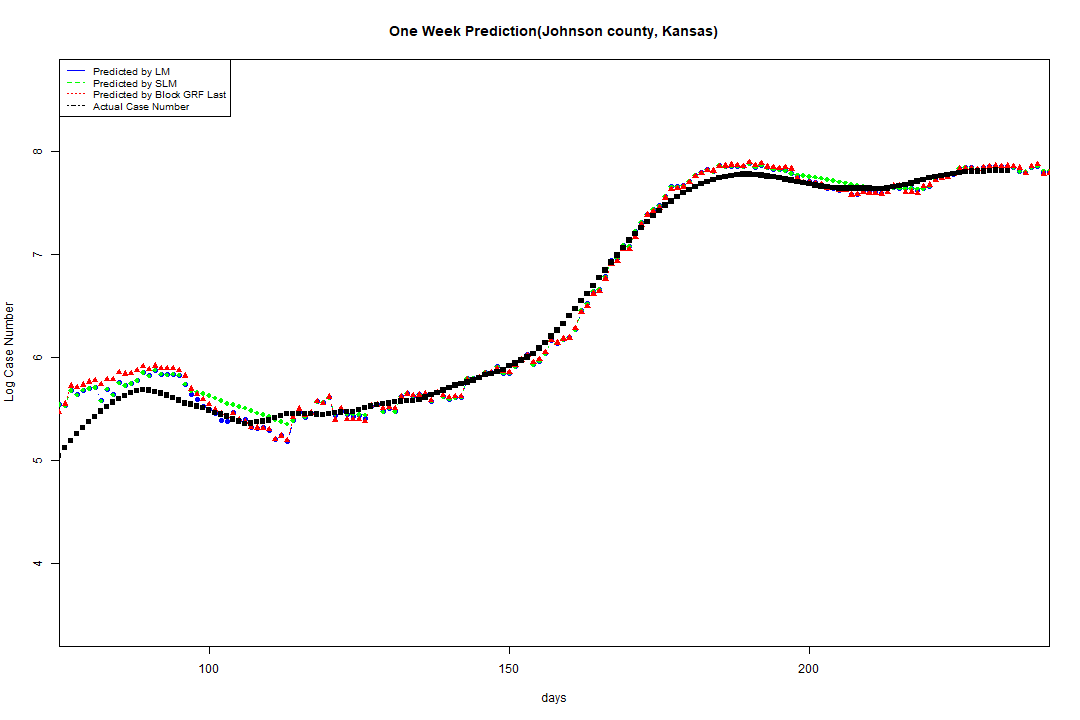 One Week Prediction(Johnson county, Kansas)
Predicted by LM
Predicted by SLM
Predicted by Block GRF Last
Actual Case Number
8
7
6
5
4
Log Case Number
100 150 200
days